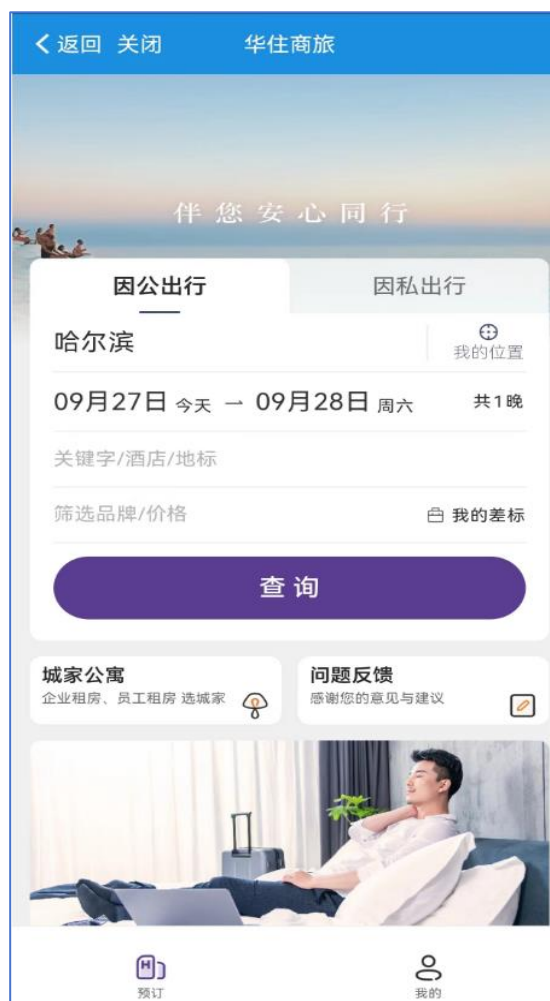 返回 关闭 华住商旅
伴您安心同行
因公出行 因私出行
哈尔滨 我的位置
09月27日 今天 → 09月28日 周六 共1晚
关键字/酒店/地标
筛选品牌/价格 我的差标
查询
城家公寓 问题反馈
企业租房、员工租房 选城家 感谢您的意见与建议
H
预订 我的